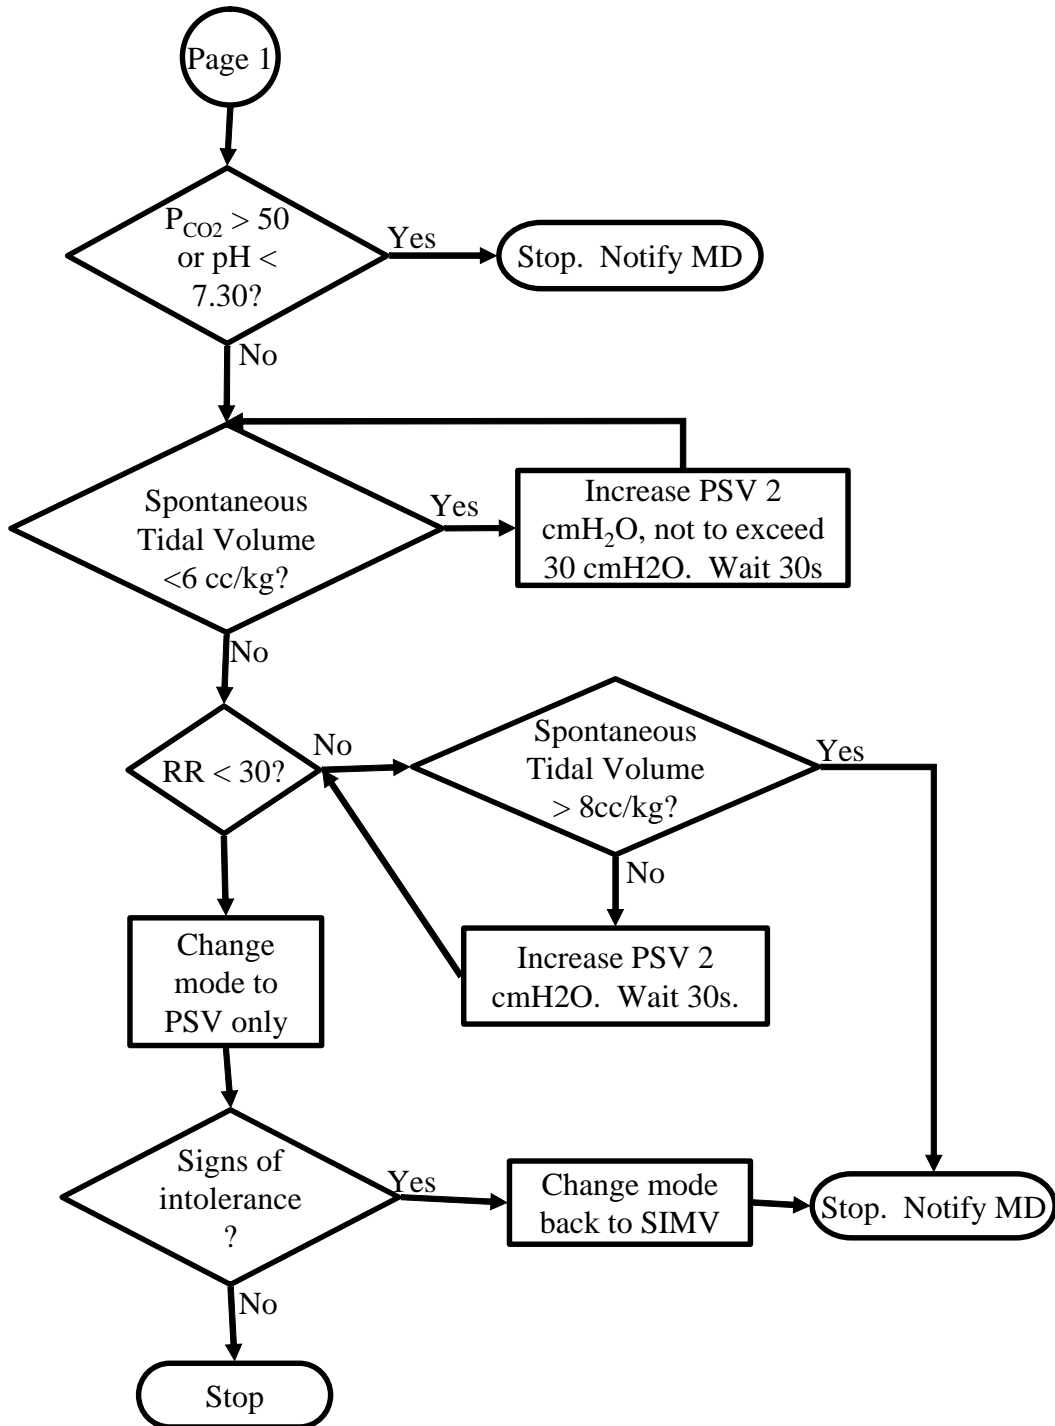 Page 1
P_CO2 > 50
or pH <
7.30?
Yes
Stop.  Notify MD
No
Spontaneous
Tidal Volume
<6 cc/kg?
Yes
Increase PSV 2
cmH₂O, not to exceed
30 cmH2O.  Wait 30s
No
RR < 30?
No
Spontaneous
Tidal Volume
> 8cc/kg?
Yes
No
Increase PSV 2
cmH2O.  Wait 30s.
Change
mode to
PSV only
Signs of
intolerance
?
Yes
Change mode
back to SIMV
Stop.  Notify MD
No
Stop